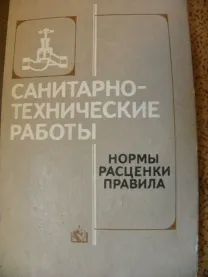 САНИТАРНО-
ТЕХНИЧЕСКИЕ
РАБОТЫ
НОРМЫ
РАСЦЕНКИ
ПРАВИЛА